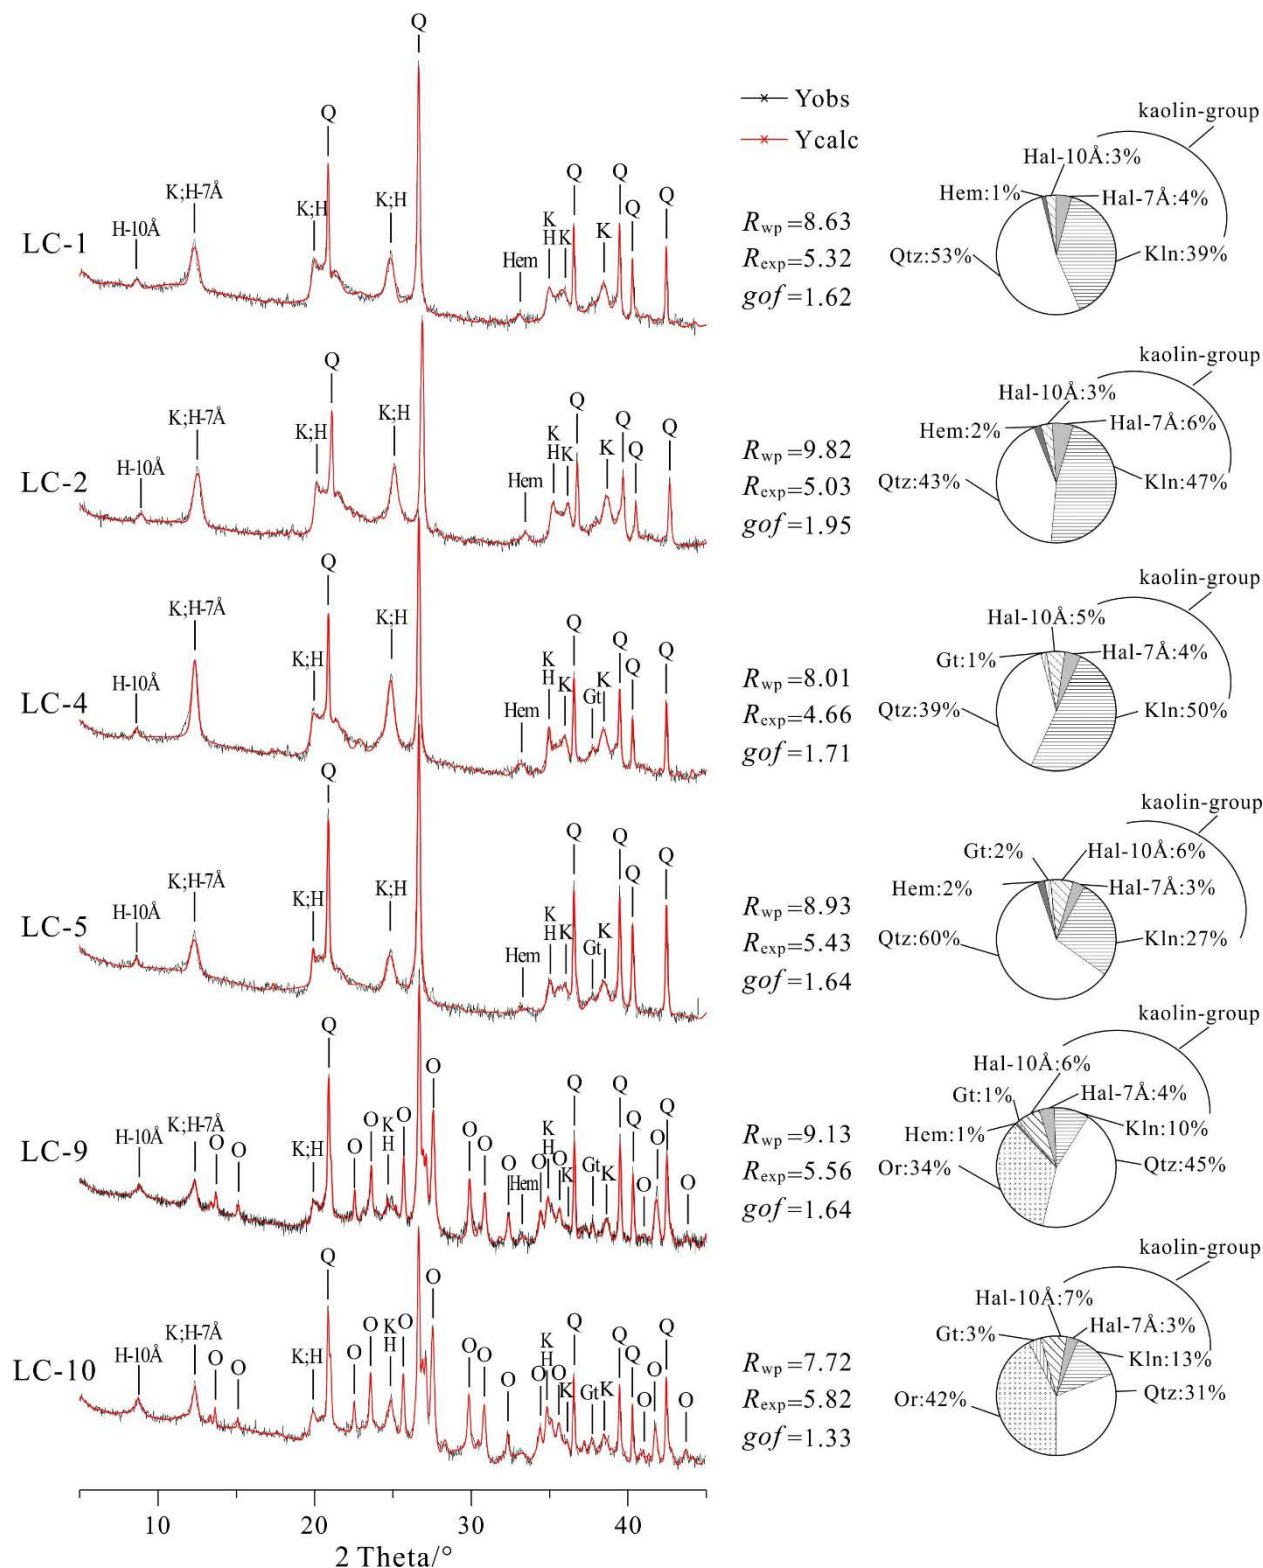 Q
Q
K;H-7Å
H-10Å
K;H
K;H
Hem
K
H
K
Q
K
Q
Q
Q
LC-1
Yobs
Ycalc
Rwp=8.63
Rexp=5.32
gof=1.62
kaolin-group
Hal-10Å:3%
Hem:1%
Hal-7Å:4%
Qtz:53%
Kln:39%
Q
K;H-7Å
H-10Å
K;H
K;H
Hem
K
H
K
Q
K
Q
Q
Q
LC-2
Rwp=9.82
Rexp=5.03
gof=1.95
kaolin-group
Hal-10Å:3%
Hem:2%
Hal-7Å:6%
Qtz:43%
Kln:47%
Q
K;H-7Å
H-10Å
K;H
K;H
Hem
K
H
K
Q
Gt
K
Q
Q
Q
LC-4
Rwp=8.01
Rexp=4.66
gof=1.71
kaolin-group
Hal-10Å:5%
Gt:1%
Hal-7Å:4%
Qtz:39%
Kln:50%
Q
K;H-7Å
H-10Å
K;H
K;H
Hem
K
H
K
Q
Gt
K
Q
Q
Q
LC-5
Rwp=8.93
Rexp=5.43
gof=1.64
kaolin-group
Gt:2%
Hal-10Å:6%
Hem:2%
Hal-7Å:3%
Qtz:60%
Kln:27%
Q
H-10Å
K;H-7Å
O
O
K;H
O
O
K
H
O
O
O
O
O
Hem
O
K
H
O
K
Q
Gt
K
Q
Q
O
O
Q
O
LC-9
Rwp=9.13
Rexp=5.56
gof=1.64
kaolin-group
Hal-10Å:6%
Gt:1%
Hal-7Å:4%
Hem:1%
Kln:10%
Or:34%
Qtz:45%
Q
H-10Å
K;H-7Å
O
O
K;H
O
O
K
H
O
O
O
O
O
O
K
H
O
K
Q
Gt
K
Q
Q
O
O
Q
O
LC-10
Rwp=7.72
Rexp=5.82
gof=1.33
kaolin-group
Hal-10Å:7%
Gt:3%
Hal-7Å:3%
Kln:13%
Or:42%
Qtz:31%
10
20
30
40
2 Theta/°